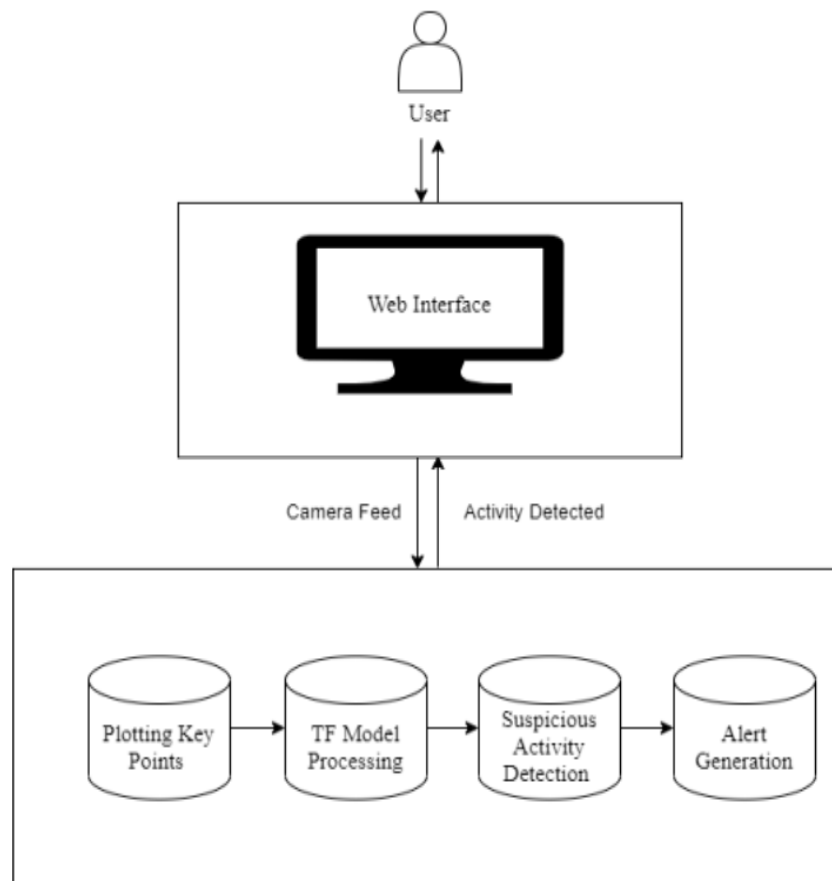 User
Web Interface
Camera Feed
Activity Detected
Plotting Key
Points
TF Model
Processing
Suspicious
Activity
Detection
Alert
Generation